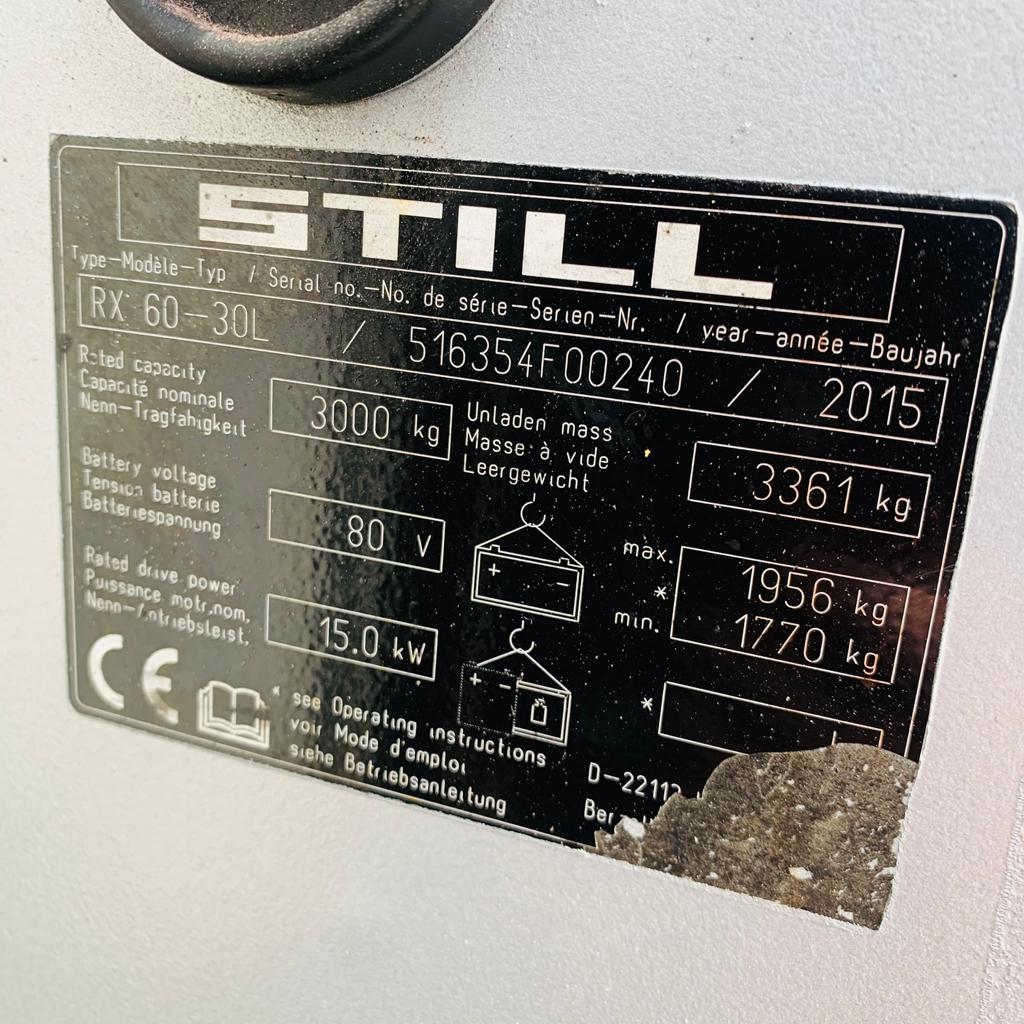 STILL
Type-Modèle-Typ / Serial no.-No. de série-Serien-Nr. / year-année-Baujahr
RX 60-30L / 516354F00240 / 2015
Rated capacity
Capacité nominale
Nenn-Tragfahigkeit
3000 kg
Unladen mass
Masse à vide
Leergewicht
3361 kg
Battery voltage
Tension batterie
Batteriespannung
80 V
+ -
max.
*
min.
1956 kg
1770 kg
Rated drive power
Puissance motr.nom.
Nenn-Antriebsleist.
15.0 kW
+ -
*
CE
* see Operating instructions
voir Mode d'emploi
siehe Betriebsanleitung